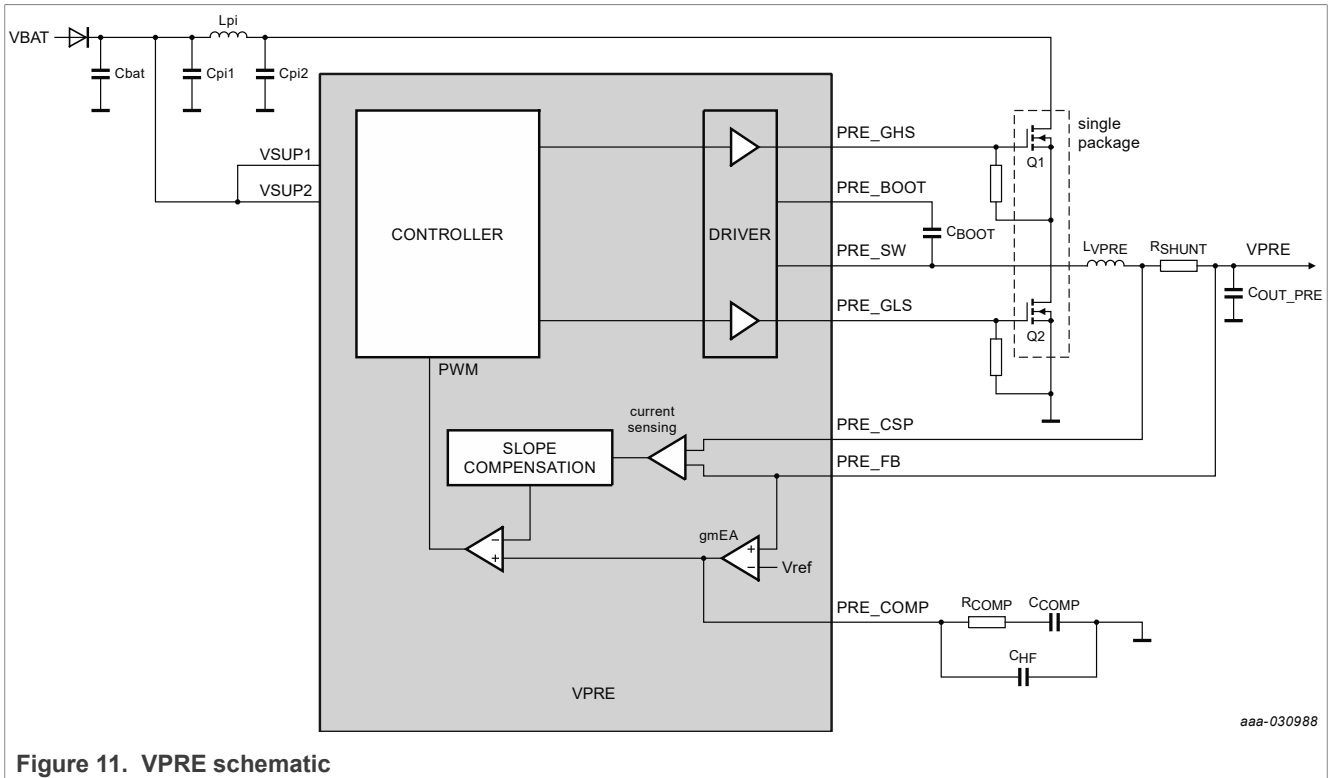 VBAT
Lpi
Cbat
Cpi1
Cpi2
VSUP1
VSUP2
CONTROLLER
PWM
DRIVER
PRE_GHS
PRE_BOOT
PRE_SW
PRE_GLS
CBOOT
single
package
Q1
Q2
LVPRE
RSHUNT
VPRE
COUT_PRE
current
sensing
SLOPE
COMPENSATION
PRE_CSP
PRE_FB
gmEA
−
+
+
−
Vref
PRE_COMP
RCOMP
CCOMP
CHF
VPRE
aaa-030988
Figure 11. VPRE schematic